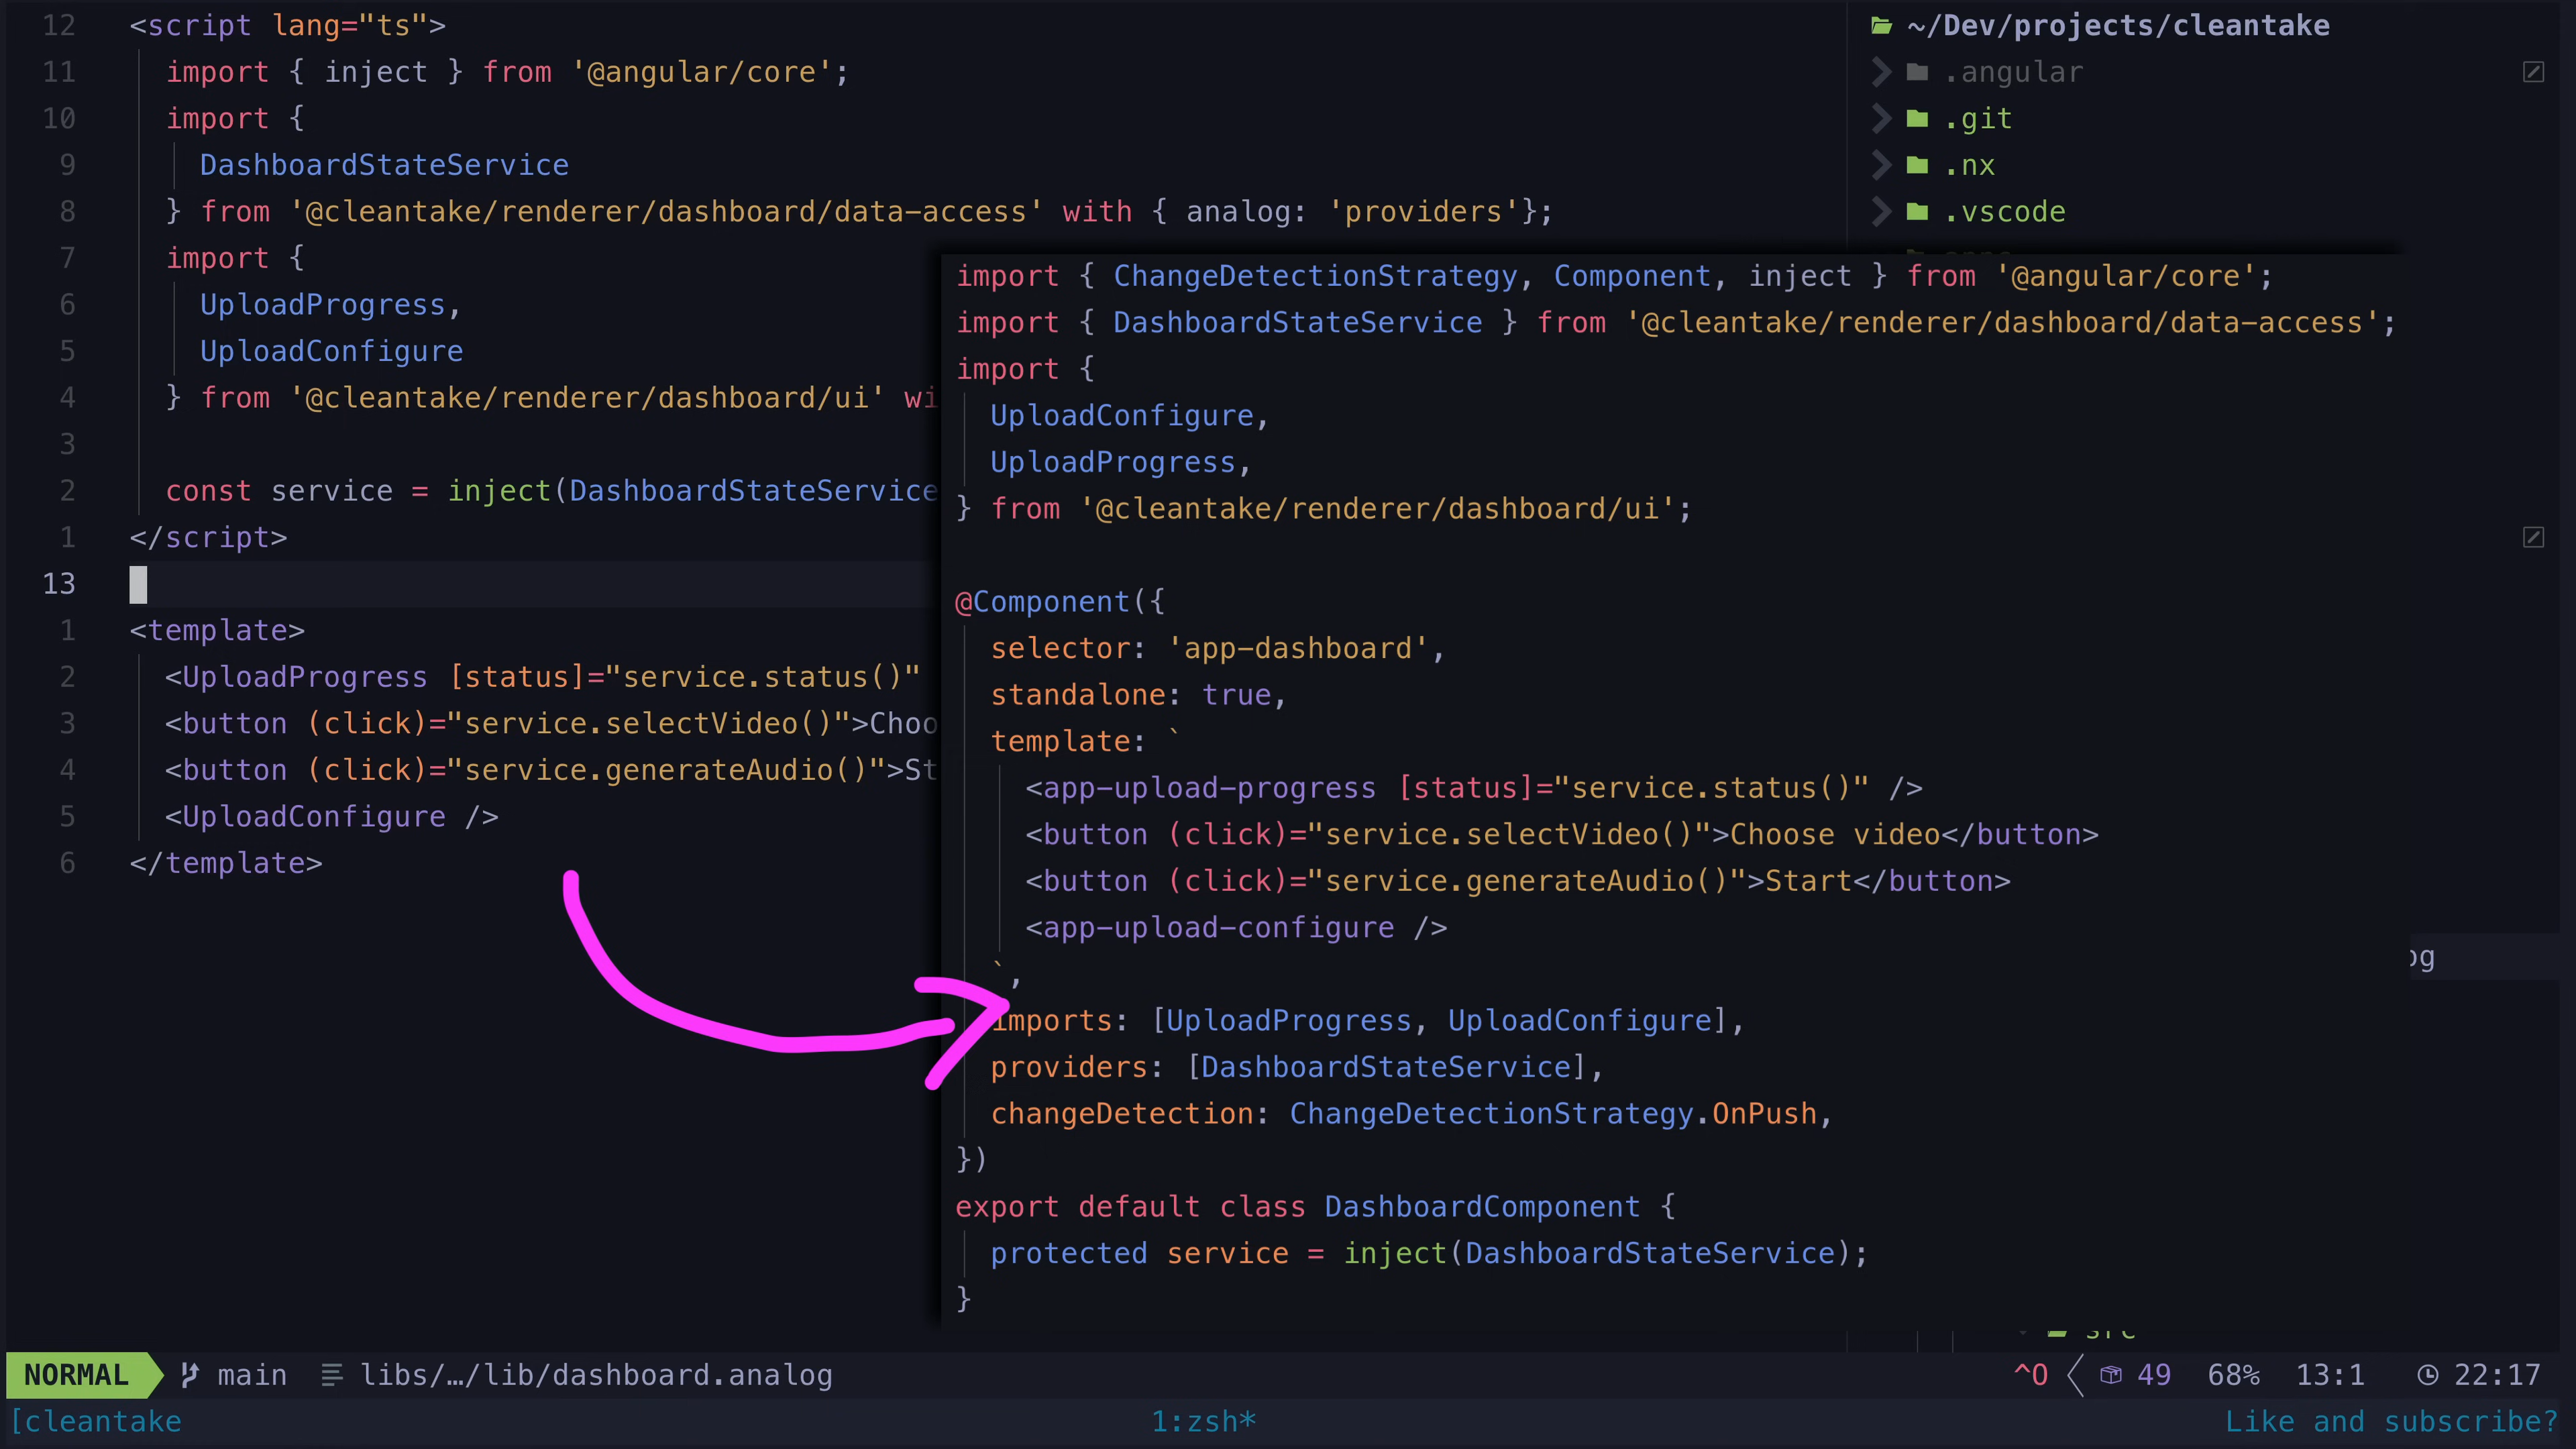 12 <script lang="ts">
11 import { inject } from '@angular/core';
10 import {
9 DashboardStateService
8 } from '@cleantake/renderer/dashboard/data-access' with { analog: 'providers'};
7 import {
6 UploadProgress,
5 UploadConfigure
4 } from '@cleantake/renderer/dashboard/ui' wi
3
2 const service = inject(DashboardStateService
1 </script>
13
1 <template>
2 <UploadProgress [status]="service.status()"
3 <button (click)="service.selectVideo()">Choo
4 <button (click)="service.generateAudio()">St
5 <UploadConfigure />
6 </template>
~/Dev/projects/cleantake
.angular
.git
.nx
.vscode
import { ChangeDetectionStrategy, Component, inject } from '@angular/core';
import { DashboardStateService } from '@cleantake/renderer/dashboard/data-access';
import {
UploadConfigure,
UploadProgress,
} from '@cleantake/renderer/dashboard/ui';
@Component({
selector: 'app-dashboard',
standalone: true,
template: `
<app-upload-progress [status]="service.status()" />
<button (click)="service.selectVideo()">Choose video</button>
<button (click)="service.generateAudio()">Start</button>
<app-upload-configure />
`,
imports: [UploadProgress, UploadConfigure],
providers: [DashboardStateService],
changeDetection: ChangeDetectionStrategy.OnPush,
})
export default class DashboardComponent {
protected service = inject(DashboardStateService);
}
og
src
NORMAL main libs/…/lib/dashboard.analog ^O 49 68% 13:1 22:17
[cleantake 1:zsh* Like and subscribe?